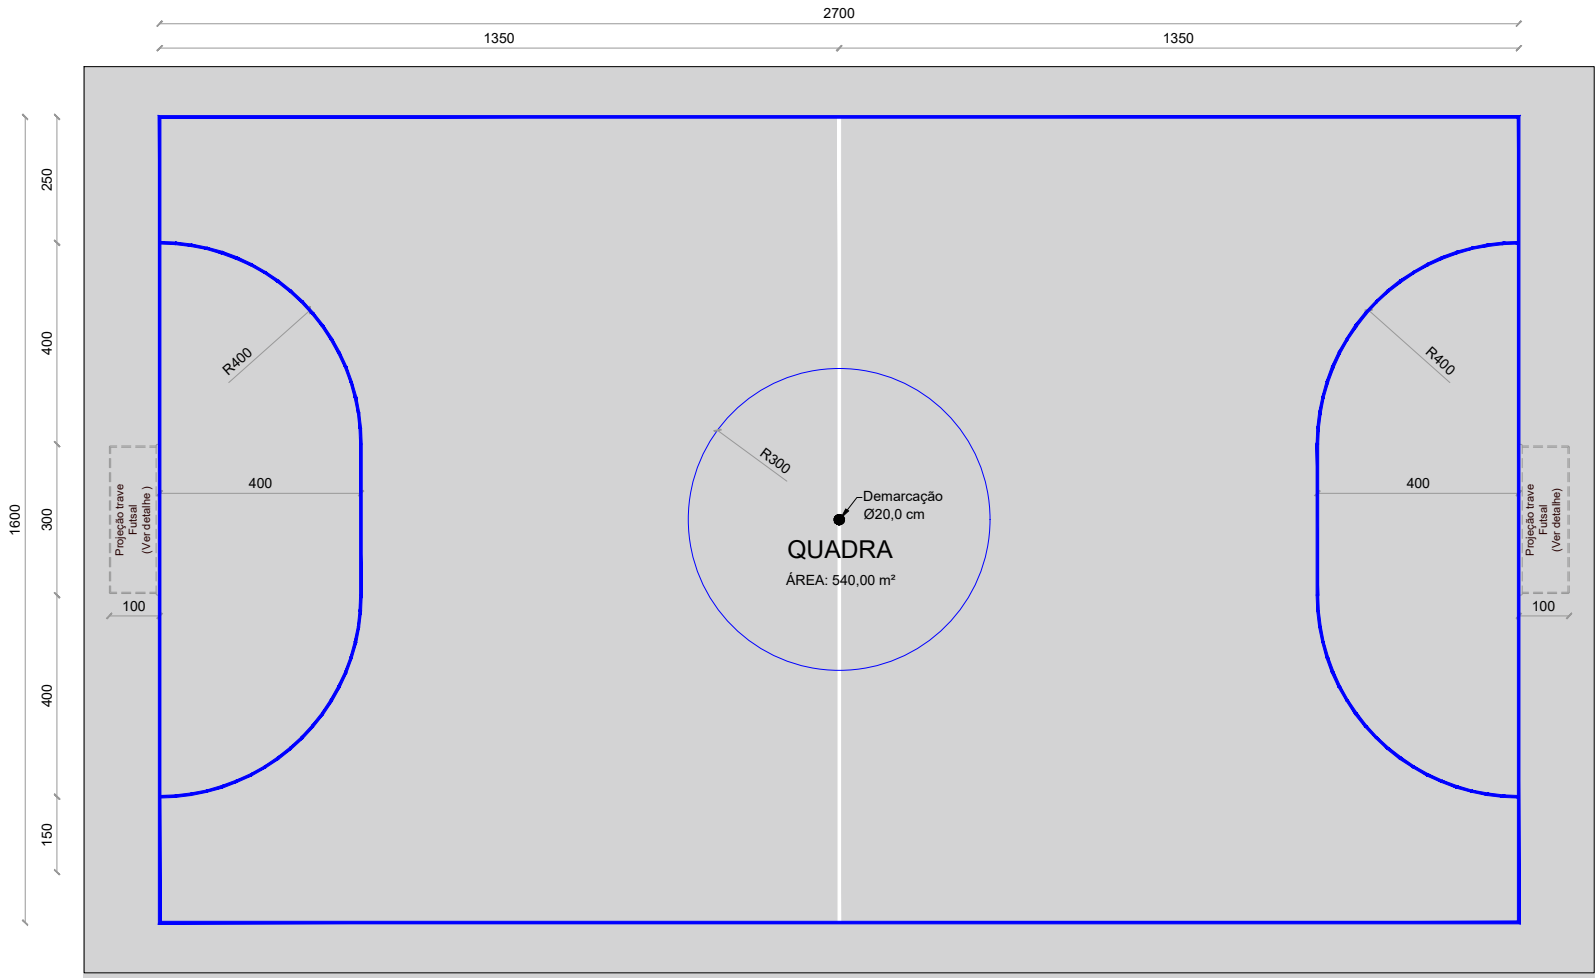 2700
1350
1350
250
400
300
400
150
1600
R400
R400
400
400
R300
Demarcação
Ø20,0 cm
QUADRA
ÁREA: 540,00 m²
Projeção trave
Futsal
(Ver detalhe )
100
Projeção trave
Futsal
(Ver detalhe)
100